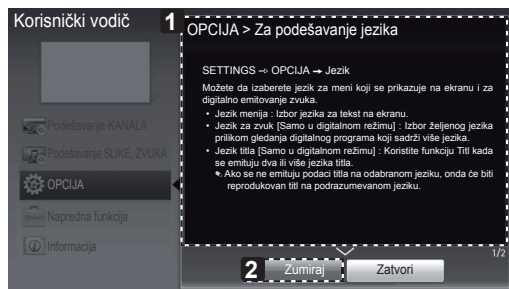 Korisnički vodič
1
OPCIJA > Za podešavanje jezika
SETTINGS → OPCIJA → Jezik
Možete da izaberete jezik za meni koji se prikazuje na ekranu i za
digitalno emitovanje zvuka.
• Jezik menija : Izbor jezika za tekst na ekranu.
• Jezik za zvuk [Samo u digitalnom režimu] : Izbor željenog jezika
prilikom gledanja digitalnog programa koji sadrži više jezika.
• Jezik titla [Samo u digitalnom režimu] : Koristite funkciju Titl kada
se emituju dva ili više jezika titla.
✎ Ako se ne emituju podaci titla na odabranom jeziku, onda će biti
reprodukovan titl na podrazumevanom jeziku.
Podešavanje KANALA
Podešavanje SLIKE, ZVUKA
OPCIJA
Napredna funkcija
Informacija
1/2
2
Zumiraj
Zatvori